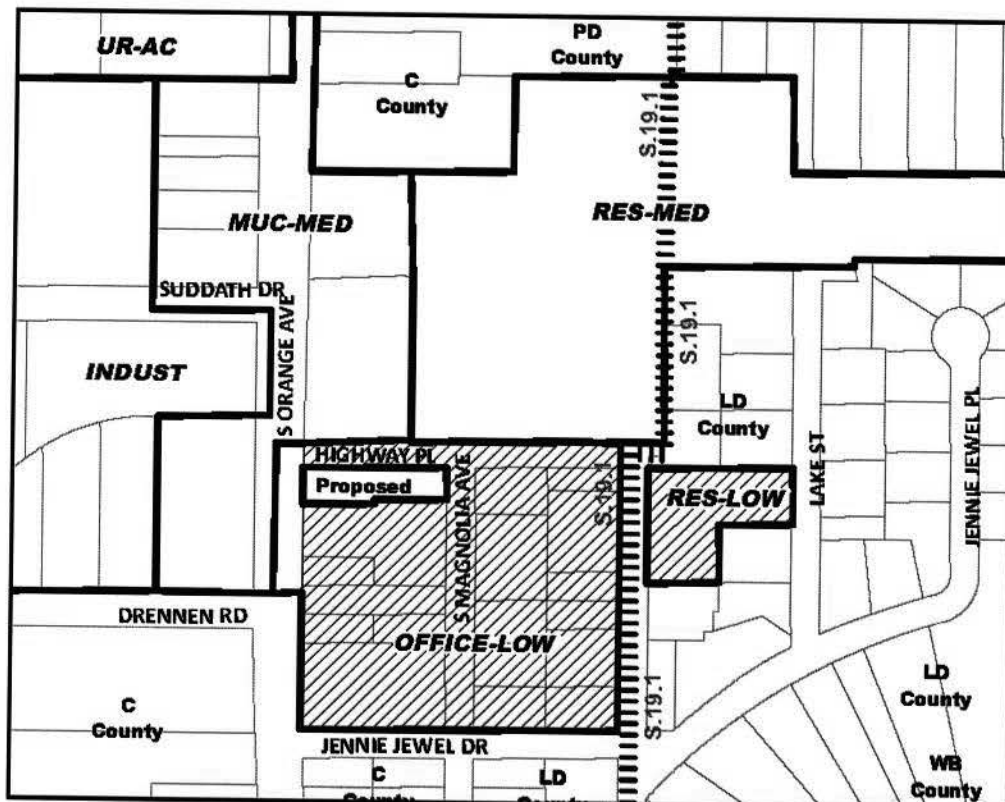 UR-AC
PD
County
C
County
S.19.1
MUC-MED
RES-MED
SUDDATH DR
S ORANGE AVE
S.19.1
INDUST
LD
County
LAKE ST
JENNIE JEWEL PL
HIGHWAY PL
Proposed
S MAGNOLIA AVE
S.19.1
RES-LOW
DRENNEN RD
OFFICE-LOW
C
County
S.19.1
LD
County
JENNIE JEWEL DR
C
County
LD
WB
County